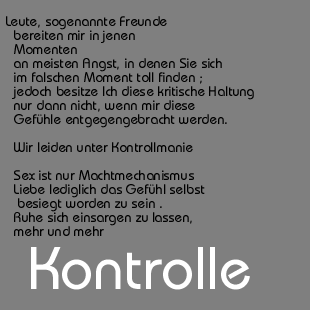 Leute, sogenannte Freunde
bereiten mir in jenen
Momenten
an meisten Angst, in denen Sie sich
im falschen Moment toll finden ;
jedoch besitze Ich diese kritische Haltung
nur dann nicht, wenn mir diese
Gefühle entgegengebracht werden.
Wir leiden unter Kontrollmanie
Sex ist nur Machtmechanismus
Liebe lediglich das Gefühl selbst
besiegt worden zu sein .
Ruhe sich einsargen zu lassen,
mehr und mehr
Kontrolle